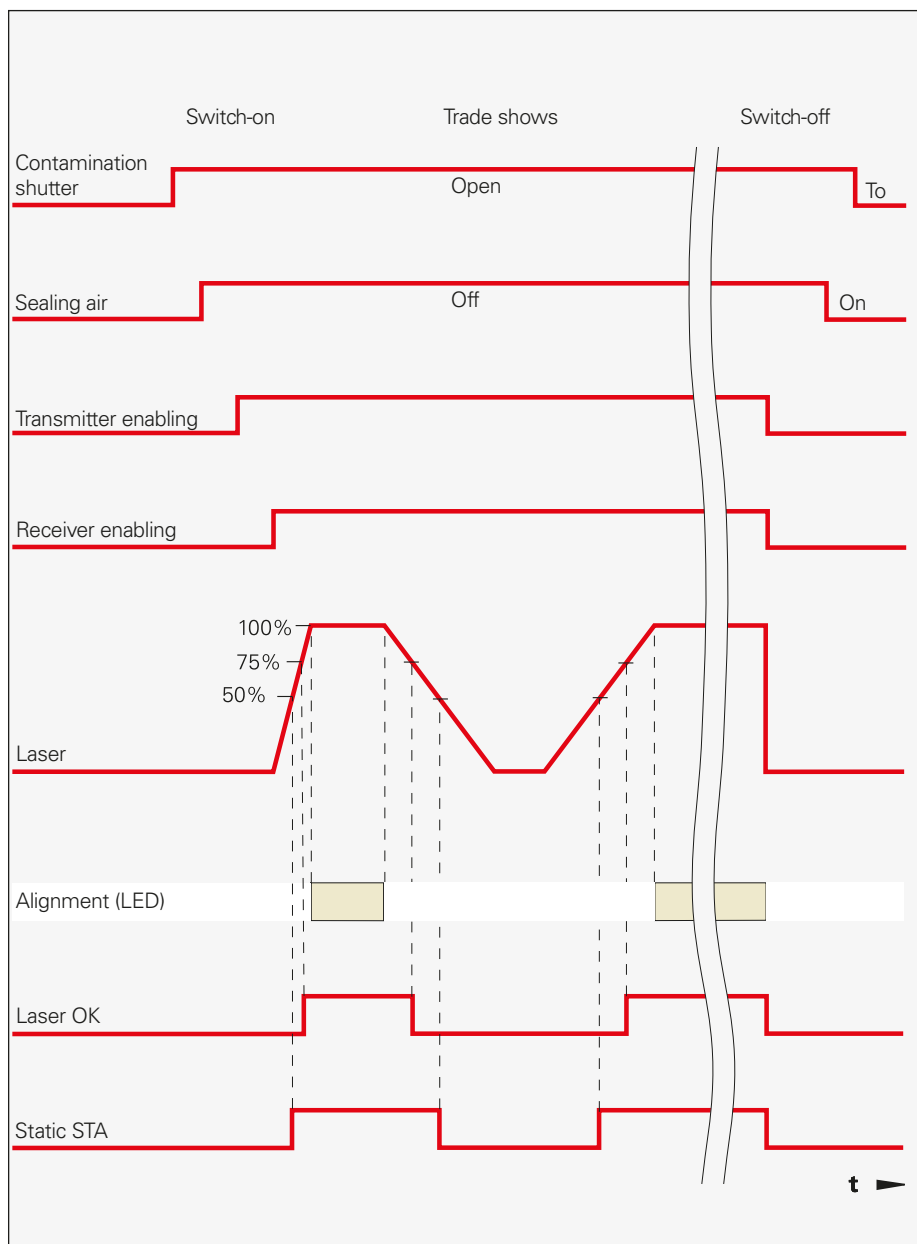 Switch-on Trade shows Switch-off
Contamination
shutter
Open
To
Sealing air
Off
On
Transmitter enabling
Receiver enabling
100%
75%
50%
Laser
Alignment (LED)
Laser OK
Static STA
t